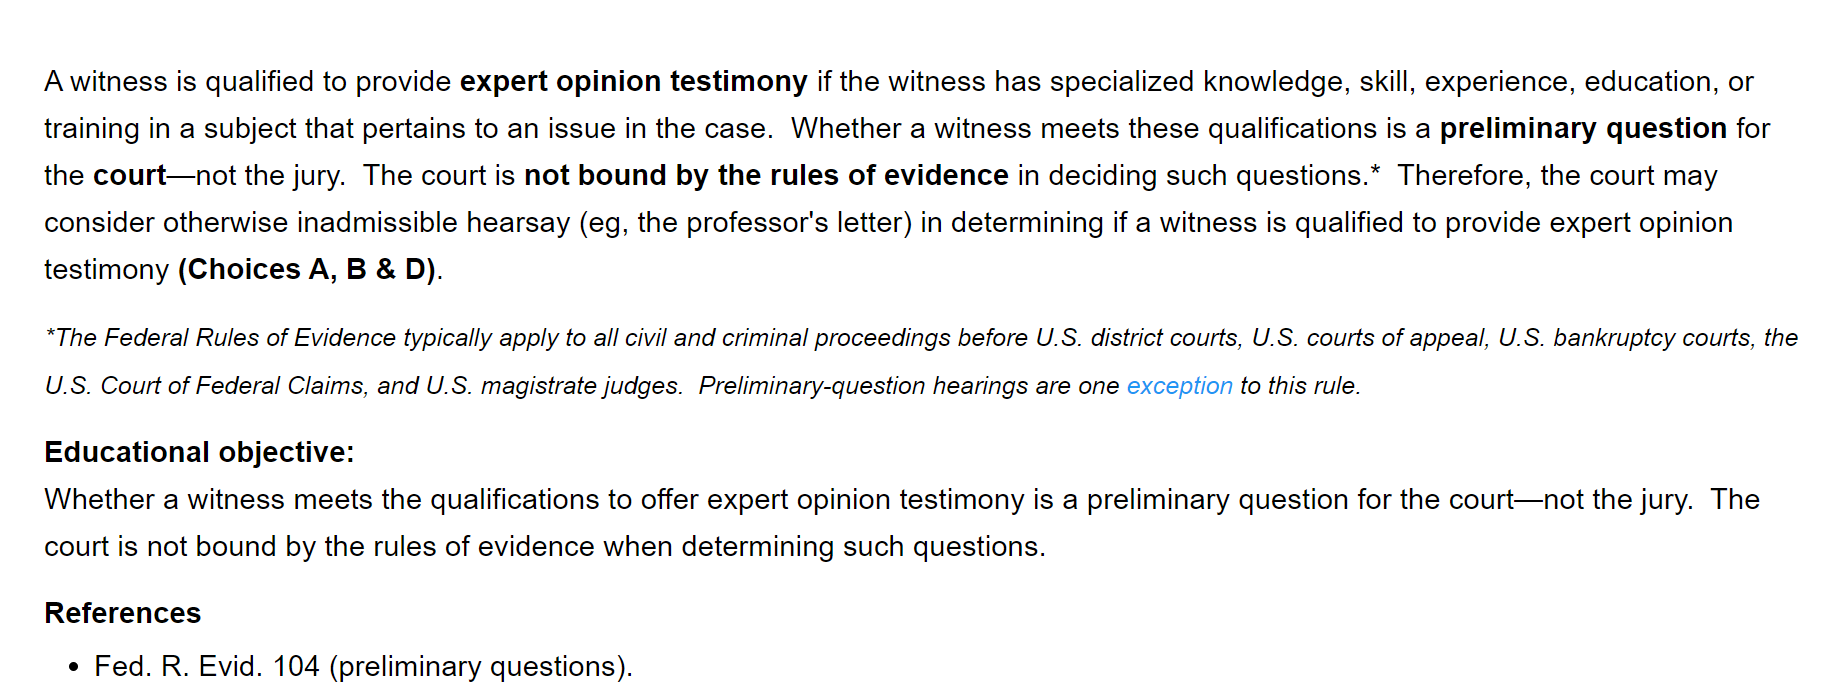 A witness is qualified to provide expert opinion testimony if the witness has specialized knowledge, skill, experience, education, or
training in a subject that pertains to an issue in the case.  Whether a witness meets these qualifications is a preliminary question for
the court—not the jury.  The court is not bound by the rules of evidence in deciding such questions.*  Therefore, the court may
consider otherwise inadmissible hearsay (eg, the professor's letter) in determining if a witness is qualified to provide expert opinion
testimony (Choices A, B & D).
*The Federal Rules of Evidence typically apply to all civil and criminal proceedings before U.S. district courts, U.S. courts of appeal, U.S. bankruptcy courts, the
U.S. Court of Federal Claims, and U.S. magistrate judges.  Preliminary-question hearings are one exception to this rule.
Educational objective:
Whether a witness meets the qualifications to offer expert opinion testimony is a preliminary question for the court—not the jury.  The
court is not bound by the rules of evidence when determining such questions.
References
• Fed. R. Evid. 104 (preliminary questions).